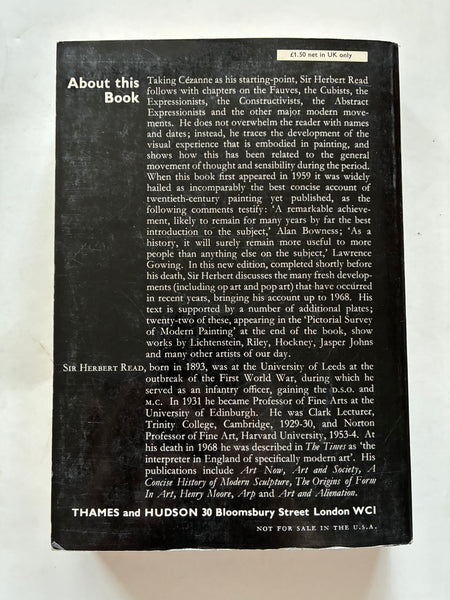 £1.50 net in UK only
About this
Book
Taking Cézanne as his starting-point, Sir Herbert Read
follows with chapters on the Fauves, the Cubists, the
Expressionists, the Constructivists, the Abstract
Expressionists and the other major modern move-
ments. He does not overwhelm the reader with names
and dates; instead, he traces the development of the
visual experience that is embodied in painting, and
shows how this has been related to the general
movement of thought and sensibility during the period.
When this book first appeared in 1959 it was widely
hailed as incomparably the best concise account of
twentieth-century painting yet published, as the
following comments testify: ‘A remarkable achieve-
ment, likely to remain for many years by far the best
introduction to the subject,’ Alan Bowness; ‘As a
history, it will surely remain more useful to more
people than anything else on the subject,’ Lawrence
Gowing. In this new edition, completed shortly before
his death, Sir Herbert discusses the many fresh develop-
ments (including op art and pop art) that have occurred
in recent years, bringing his account up to 1968. His
text is supported by a number of additional plates;
twenty-two of these, appearing in the ‘Pictorial Survey
of Modern Painting’ at the end of the book, show
works by Lichtenstein, Riley, Hockney, Jasper Johns
and many other artists of our day.
SIR HERBERT READ, born in 1893, was at the University of Leeds at the
outbreak of the First World War, during which he
served as an infantry officer, gaining the D.S.O. and
M.C. In 1931 he became Professor of Fine Arts at the
University of Edinburgh. He was Clark Lecturer,
Trinity College, Cambridge, 1929-30, and Norton
Professor of Fine Art, Harvard University, 1953-4. At
his death in 1968 he was described in The Times as ‘the
interpreter in England of specifically modern art’. His
publications include Art Now, Art and Society, A
Concise History of Modern Sculpture, The Origins of Form
In Art, Henry Moore, Arp and Art and Alienation.
THAMES and HUDSON 30 Bloomsbury Street London WC1
NOT FOR SALE IN THE U.S.A.